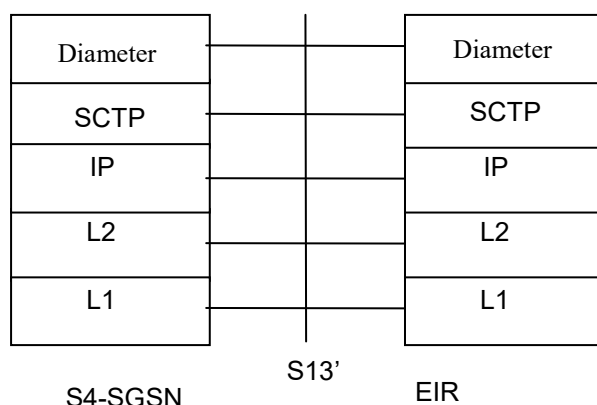 Diameter Diameter
SCTP SCTP
IP IP
L2 L2
L1 L1
S13’
S4-SGSN EIR